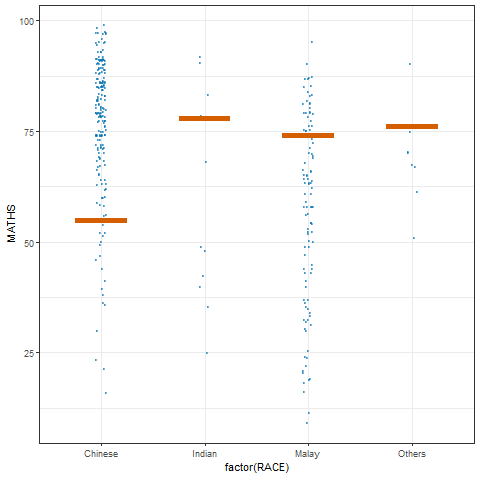 100
75
50
25
MATHS
Chinese
Indian
Malay
Others
factor(RACE)